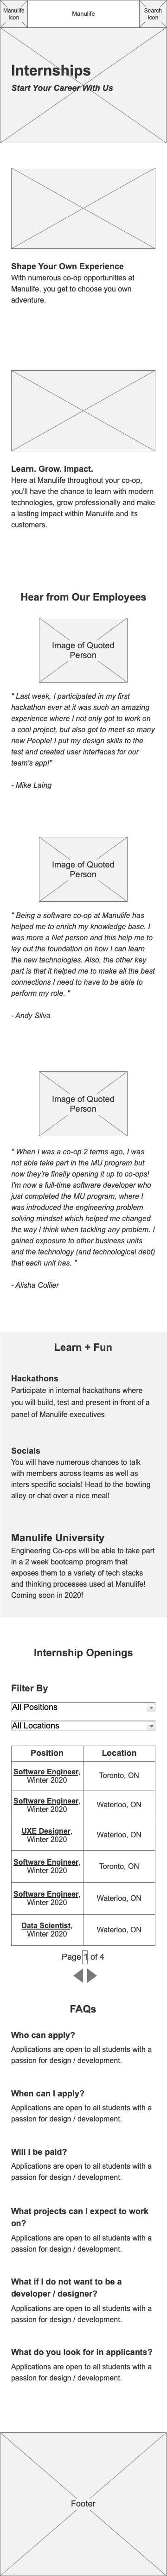 Manulife
Icon
Manulife
Search
Icon
Internships
Start Your Career With Us
Shape Your Own Experience
With numerous co-op opportunities at
Manulife, you get to choose you own
adventure.
Learn. Grow. Impact.
Here at Manulife throughout your co-op,
you'll have the chance to learn with modern
technologies, grow professionally and make
a lasting impact within Manulife and its
customers.
Hear from Our Employees
Image of Quoted
Person
" Last week, I participated in my first
hackathon ever at it was such an amazing
experience where I not only got to work on
a cool project, but also got to meet so many
new People! I put my design skills to the
test and created user interfaces for our
team's app!"
- Mike Laing
Image of Quoted
Person
" Being a software co-op at Manulife has
helped me to enrich my knowledge base. I
was more a Net person and this help me to
lay out the foundation on how I can learn
the new technologies. Also, the other key
part is that it helped me to make all the best
connections I need to have to be able to
perform my role. "
- Andy Silva
Image of Quoted
Person
" When I was a co-op 2 terms ago, I was
not able take part in the MU program but
now they're finally opening it up to co-ops!
I'm now a full-time software developer who
just completed the MU program, where I
was introduced the engineering problem
solving mindset which helped me changed
the way I think when tackling any problem. I
gained exposure to other business units
and the technology (and technological debt)
that each unit has. "
- Alisha Collier
Learn + Fun
Hackathons
Participate in internal hackathons where
you will build, test and present in front of a
panel of Manulife executives
Socials
You will have numerous chances to talk
with members across teams as well as
inters specific socials! Head to the bowling
alley or chat over a nice meal!
Manulife University
Engineering Co-ops will be able to take part
in a 2 week bootcamp program that
exposes them to a variety of tech stacks
and thinking processes used at Manulife!
Coming soon in 2020!
Internship Openings
Filter By
All Positions
All Locations
Position Location
Software Engineer,
Winter 2020
Toronto, ON
Software Engineer,
Winter 2020
Waterloo, ON
UXE Designer,
Winter 2020
Waterloo, ON
Software Engineer,
Winter 2020
Toronto, ON
Software Engineer,
Winter 2020
Waterloo, ON
Data Scientist,
Winter 2020
Waterloo, ON
Page 1 of 4
FAQs
Who can apply?
Applications are open to all students with a
passion for design / development.
When can I apply?
Applications are open to all students with a
passion for design / development.
Will I be paid?
Applications are open to all students with a
passion for design / development.
What projects can I expect to work
on?
Applications are open to all students with a
passion for design / development.
What if I do not want to be a
developer / designer?
Applications are open to all students with a
passion for design / development.
What do you look for in applicants?
Applications are open to all students with a
passion for design / development.
Footer